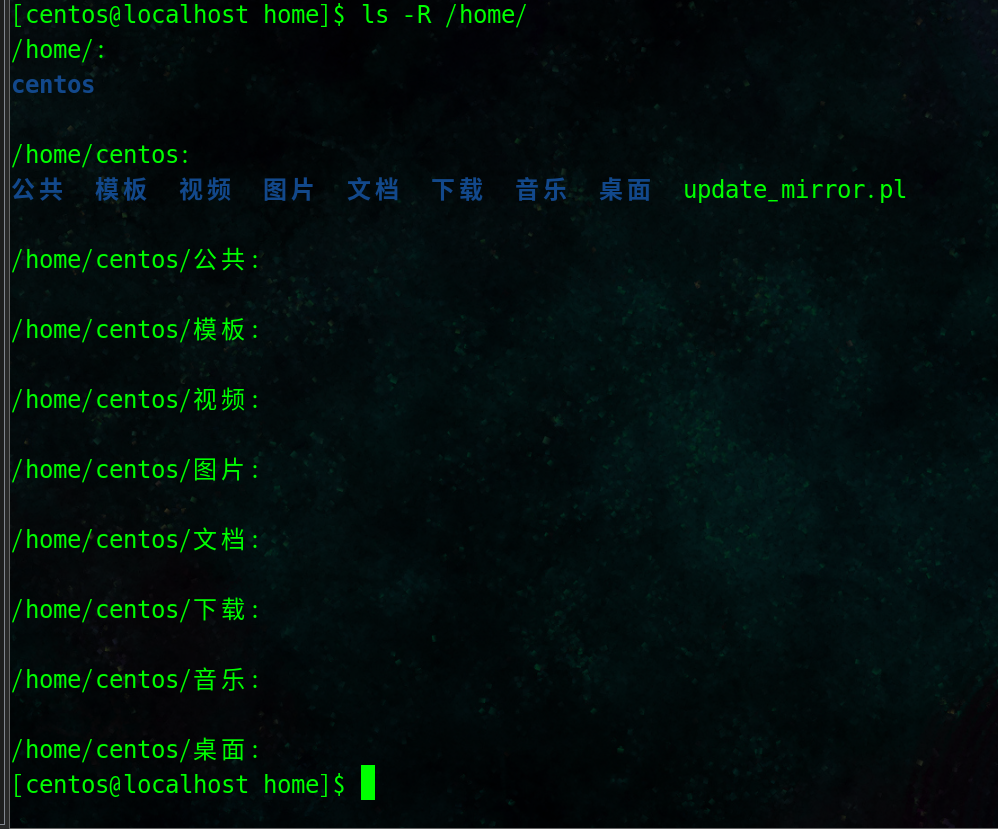 [centos@localhost home]$ ls -R /home/
/home/:
centos
/home/centos:
公共 模板 视频 图片 文档 下载 音乐 桌面 update_mirror.pl
/home/centos/公共:
/home/centos/模板:
/home/centos/视频:
/home/centos/图片:
/home/centos/文档:
/home/centos/下载:
/home/centos/音乐:
/home/centos/桌面:
[centos@localhost home]$